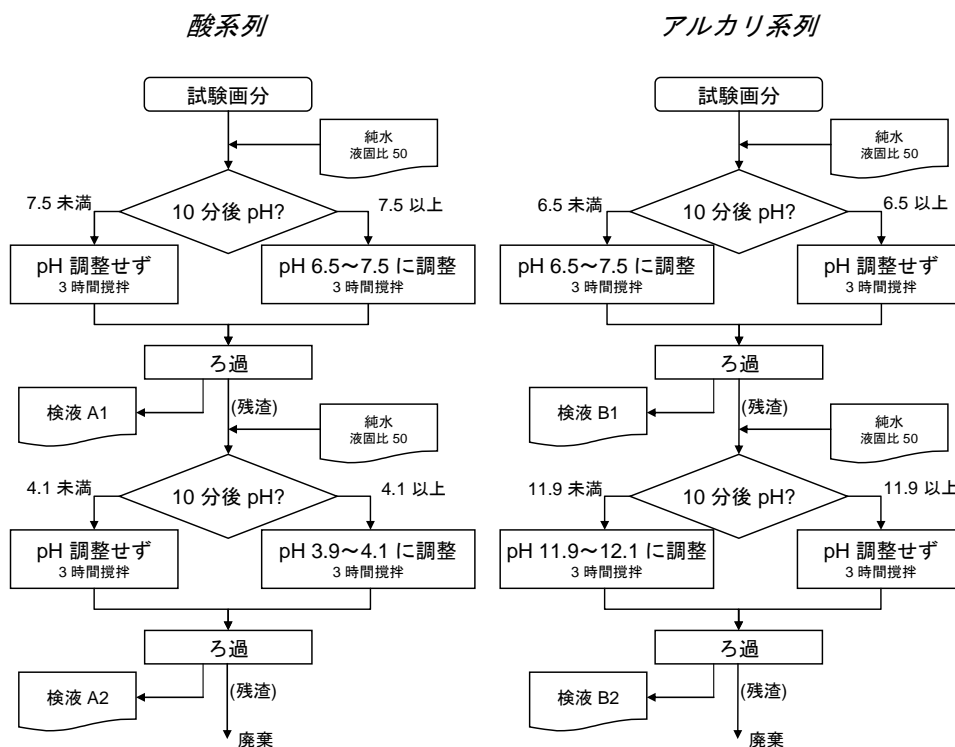 酸系列
試験画分
純水
液固比 50
10 分後 pH?
7.5 未満
7.5 以上
pH 調整せず
3 時間撹拌
pH 6.5~7.5 に調整
3 時間撹拌
ろ過
検液 A1
(残渣)
純水
液固比 50
10 分後 pH?
4.1 未満
4.1 以上
pH 調整せず
3 時間撹拌
pH 3.9~4.1 に調整
3 時間撹拌
ろ過
検液 A2
(残渣)
廃棄
アルカリ系列
試験画分
純水
液固比 50
10 分後 pH?
6.5 未満
6.5 以上
pH 6.5~7.5 に調整
3 時間撹拌
pH 調整せず
3 時間撹拌
ろ過
検液 B1
(残渣)
純水
液固比 50
10 分後 pH?
11.9 未満
11.9 以上
pH 11.9~12.1 に調整
3 時間撹拌
pH 調整せず
3 時間撹拌
ろ過
検液 B2
(残渣)
廃棄